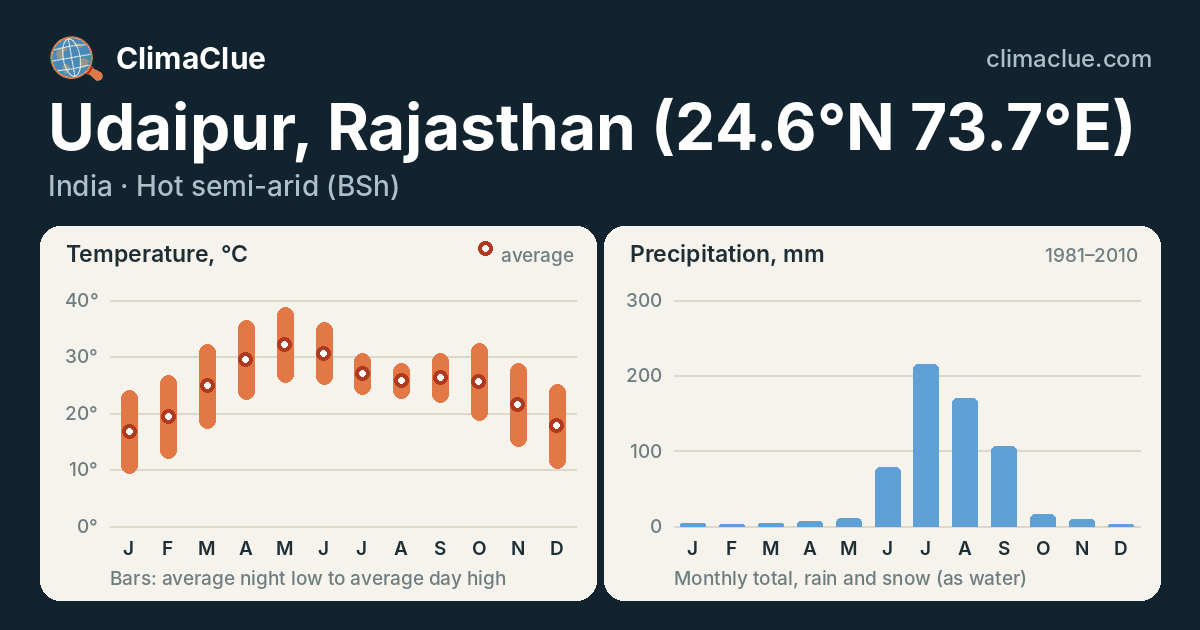 ClimaClue
climaclue.com
Udaipur, Rajasthan (24.6°N 73.7°E)
India · Hot semi-arid (BSh)
Temperature, °C
average
40°
30°
20°
10°
0°
J F M A M J J A S O N D
Bars: average night low to average day high
Precipitation, mm
1981–2010
300
200
100
0
J F M A M J J A S O N D
Monthly total, rain and snow (as water)